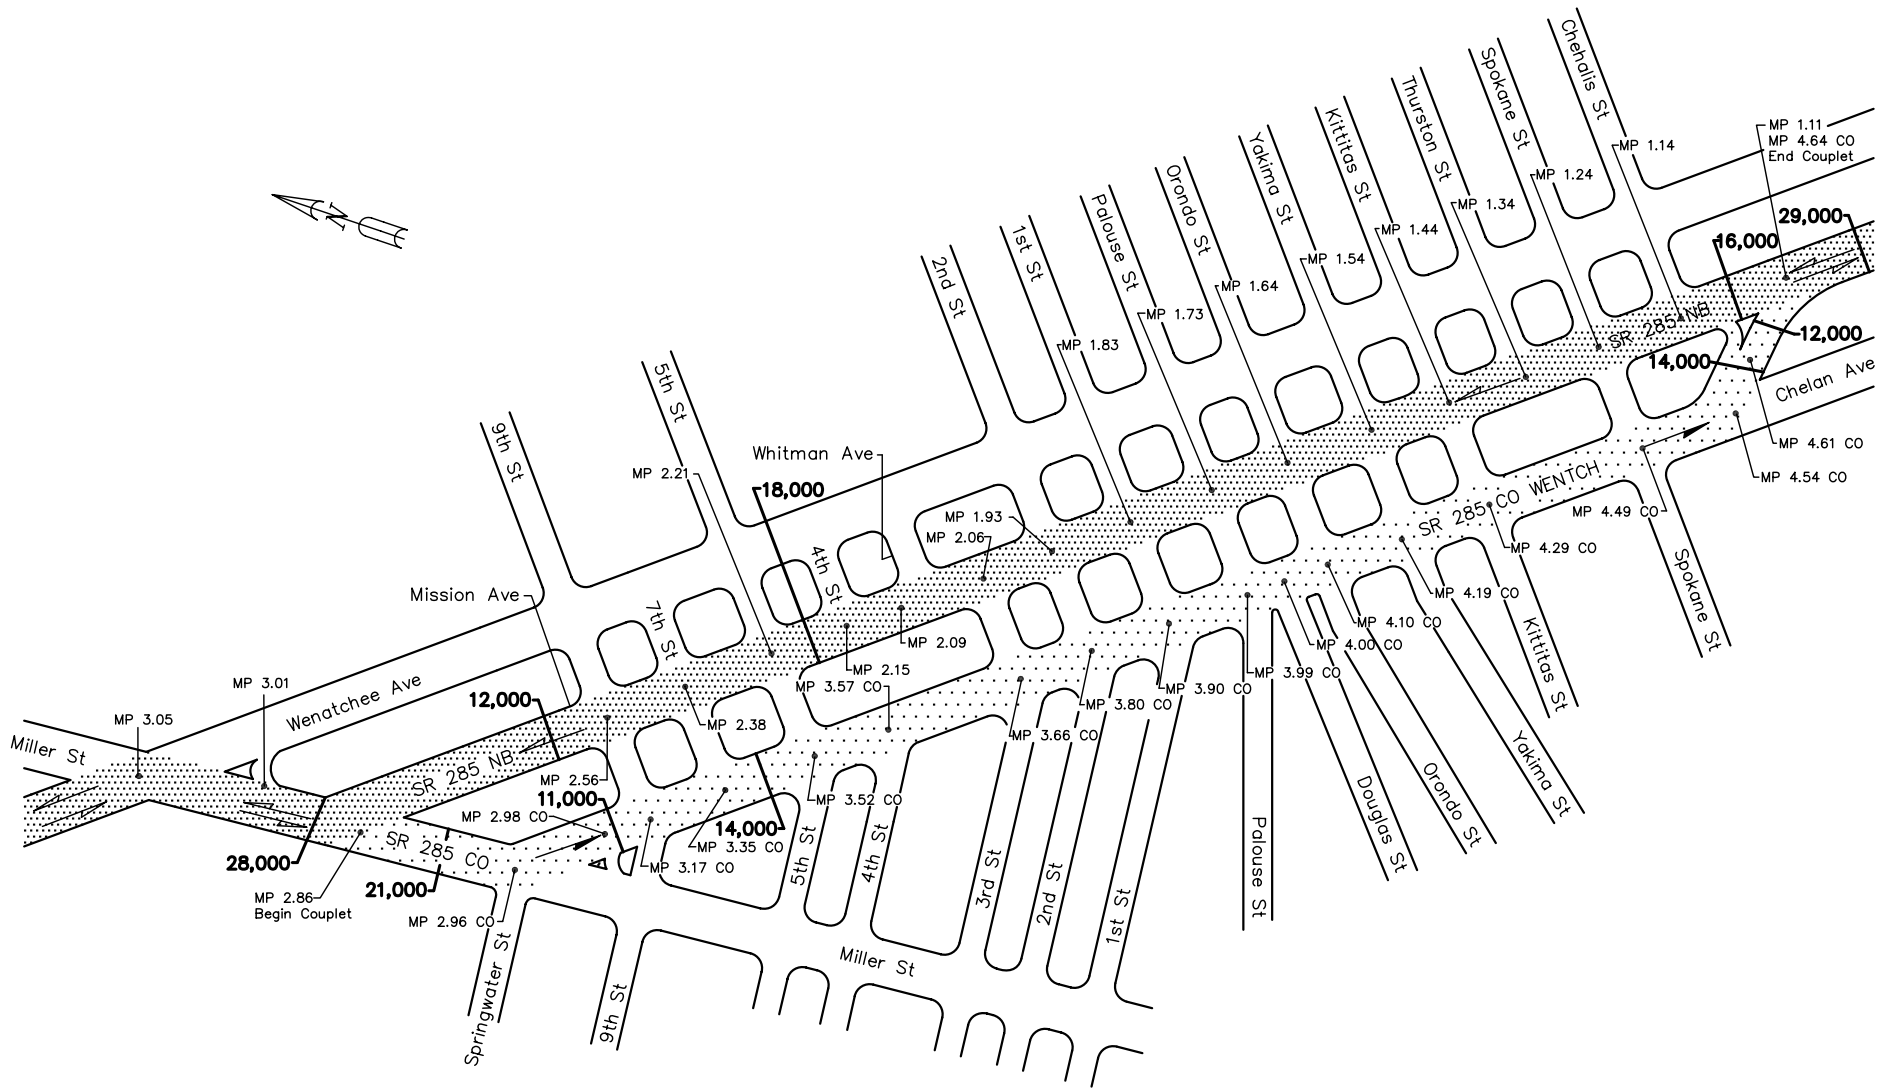 Chehalis St
Spokane St
Thurston St
Kittitas St
Yakima St
Orondo St
Palouse St
1st St
2nd St
5th St
9th St
MP 1.11
MP 4.64 CO
End Couplet
MP 1.14
MP 1.24
MP 1.34
MP 1.44
MP 1.54
MP 1.64
MP 1.73
MP 1.83
29,000
16,000
12,000
14,000
SR 285 NB
Chelan Ave
N
MP 4.61 CO
MP 4.54 CO
MP 4.49 CO
SR 285 CO WENTCH
MP 4.29 CO
MP 4.19 CO
MP 4.10 CO
MP 4.00 CO
MP 3.99 CO
MP 3.90 CO
MP 3.80 CO
MP 3.66 CO
Whitman Ave
MP 2.21
18,000
MP 1.93
MP 2.06
4th St
MP 2.09
MP 2.15
MP 3.57 CO
Mission Ave
7th St
MP 2.38
MP 3.01
Wenatchee Ave
MP 3.05
Miller St
12,000
SR 285 NB
MP 2.56
11,000
MP 2.98 CO
SR 285 CO
28,000
21,000
MP 2.86
Begin Couplet
MP 2.96 CO
MP 3.52 CO
14,000
MP 3.35 CO
MP 3.17 CO
Springwater St
9th St
5th St
4th St
Miller St
3rd St
2nd St
1st St
Palouse St
Douglas St
Orondo St
Yakima St
Kittitas St
Spokane St